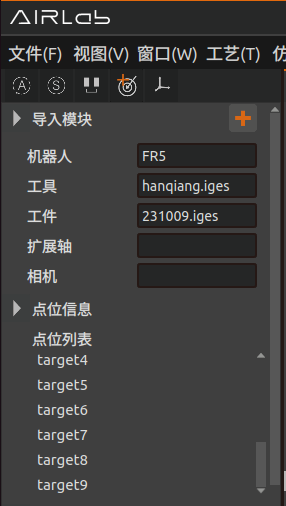 AIRLab
文件(F) 视图(V) 窗口(W) 工艺(T) 仿
导入模块
机器人 FR5
工具 hanqiang.iges
工件 231009.iges
扩展轴
相机
点位信息
点位列表
target4
target5
target6
target7
target8
target9